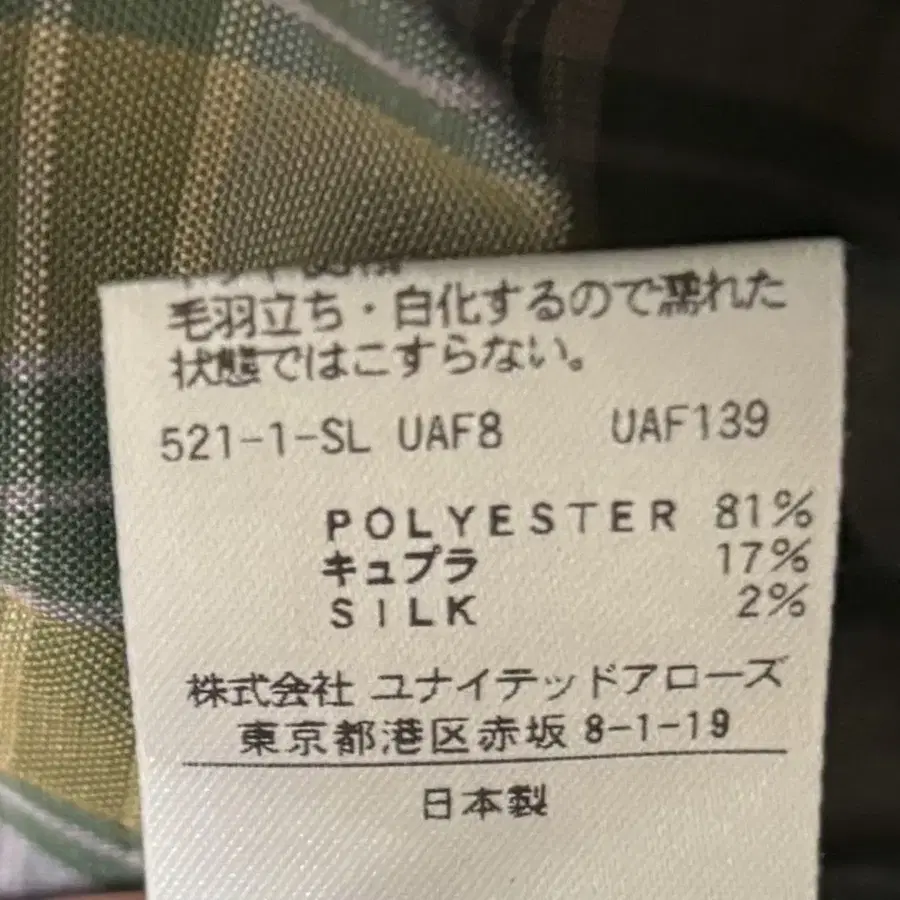 毛羽立ち・白化するので濡れた
状態ではこすらない。
521-1-SL UAF8 UAF139
POLYESTER 81%
キュプラ 17%
SILK 2%
株式会社 ユナイテッドアローズ
東京都港区赤坂 8-1-19
日本製